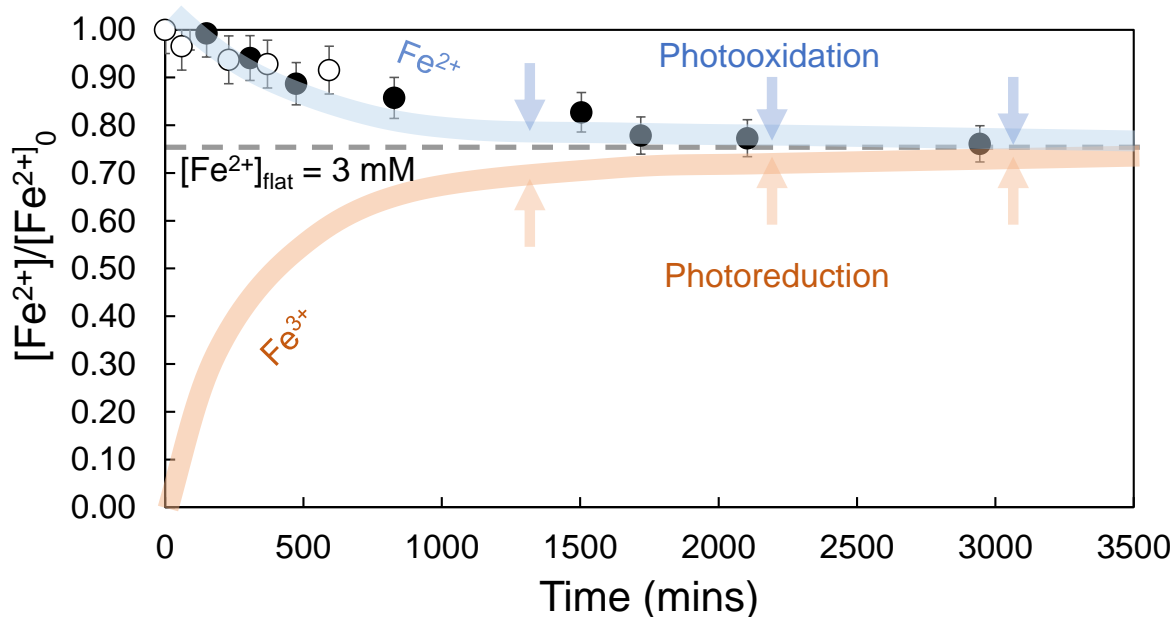 [Fe²⁺]/[Fe²⁺]₀
1.00
0.90
0.80
0.70
0.60
0.50
0.40
0.30
0.20
0.10
0.00
Fe²⁺
Photooxidation
[Fe²⁺]flat = 3 mM
Photoreduction
Fe³⁺
0
500
1000
1500
2000
2500
3000
3500
Time (mins)